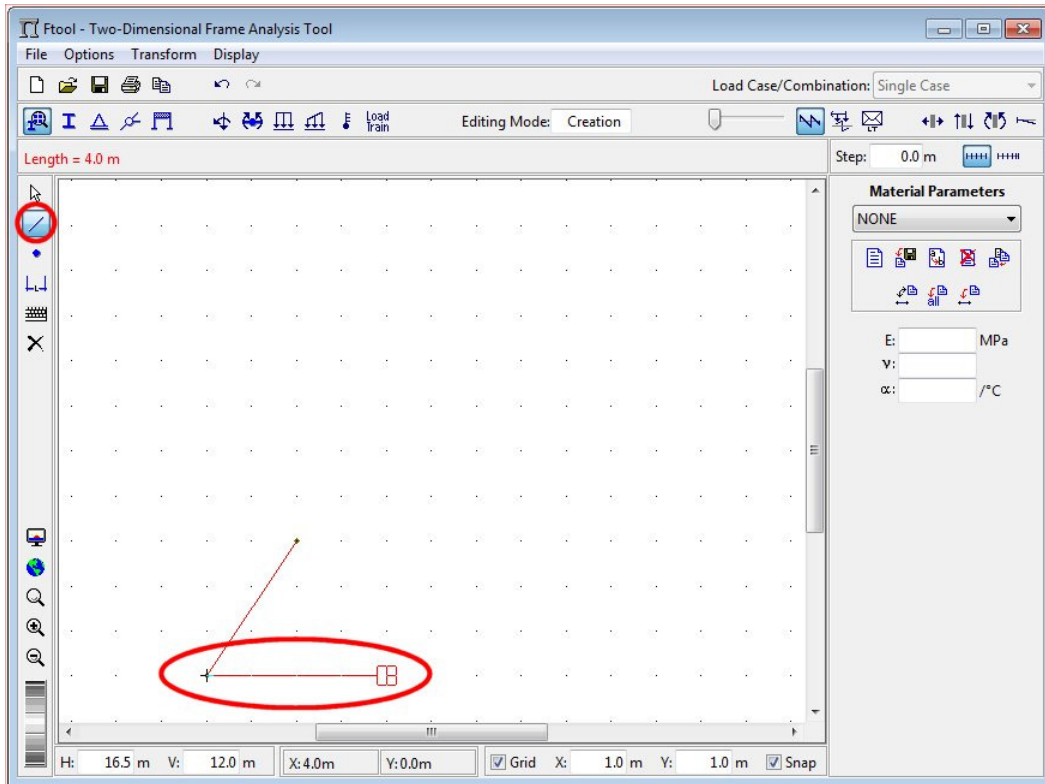 Ftool - Two-Dimensional Frame Analysis Tool
File Options Transform Display
Load Case/Combination: Single Case
Load Train
Editing Mode: Creation
LT
Length = 4.0 m
Step: 0.0 m
Material Parameters
NONE
L
a b
all
E: MPa
ν:
α: /°C
H: 16.5 m V: 12.0 m X: 4.0m Y: 0.0m Grid X: 1.0 m Y: 1.0 m Snap